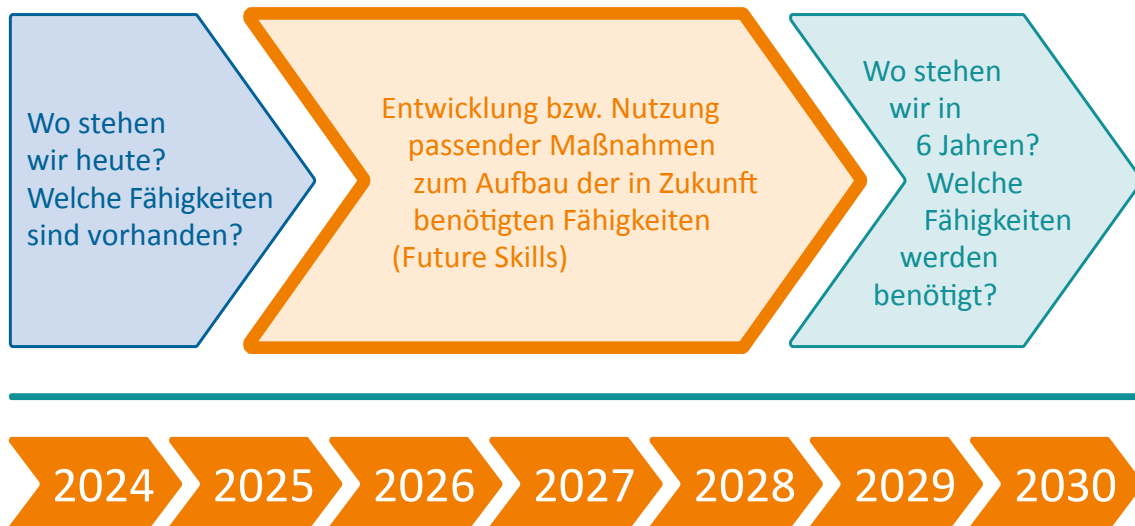 Wo stehen
wir heute?
Welche Fähigkeiten
sind vorhanden?
Entwicklung bzw. Nutzung
passender Maßnahmen
zum Aufbau der in Zukunft
benötigten Fähigkeiten
(Future Skills)
Wo stehen
wir in
6 Jahren?
Welche
Fähigkeiten
werden
benötigt?
2024 2025 2026 2027 2028 2029 2030